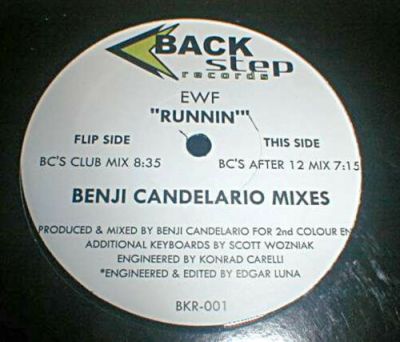 BACK
step
records
EWF
"RUNNIN'"
FLIP SIDE
THIS SIDE
BC'S CLUB MIX 8:35
BC'S AFTER 12 MIX 7:15
BENJI CANDELARIO MIXES
PRODUCED & MIXED BY BENJI CANDELARIO FOR 2nd COLOUR EN
ADDITIONAL KEYBOARDS BY SCOTT WOZNIAK
ENGINEERED BY KONRAD CARELLI
*ENGINEERED & EDITED BY EDGAR LUNA
BKR-001